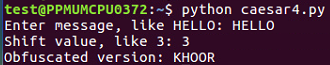 test@PPMUMCPU0372:~$ python caesar4.py
Enter message, like HELLO: HELLO
Shift value, like 3: 3
Obfuscated version: KHOOR